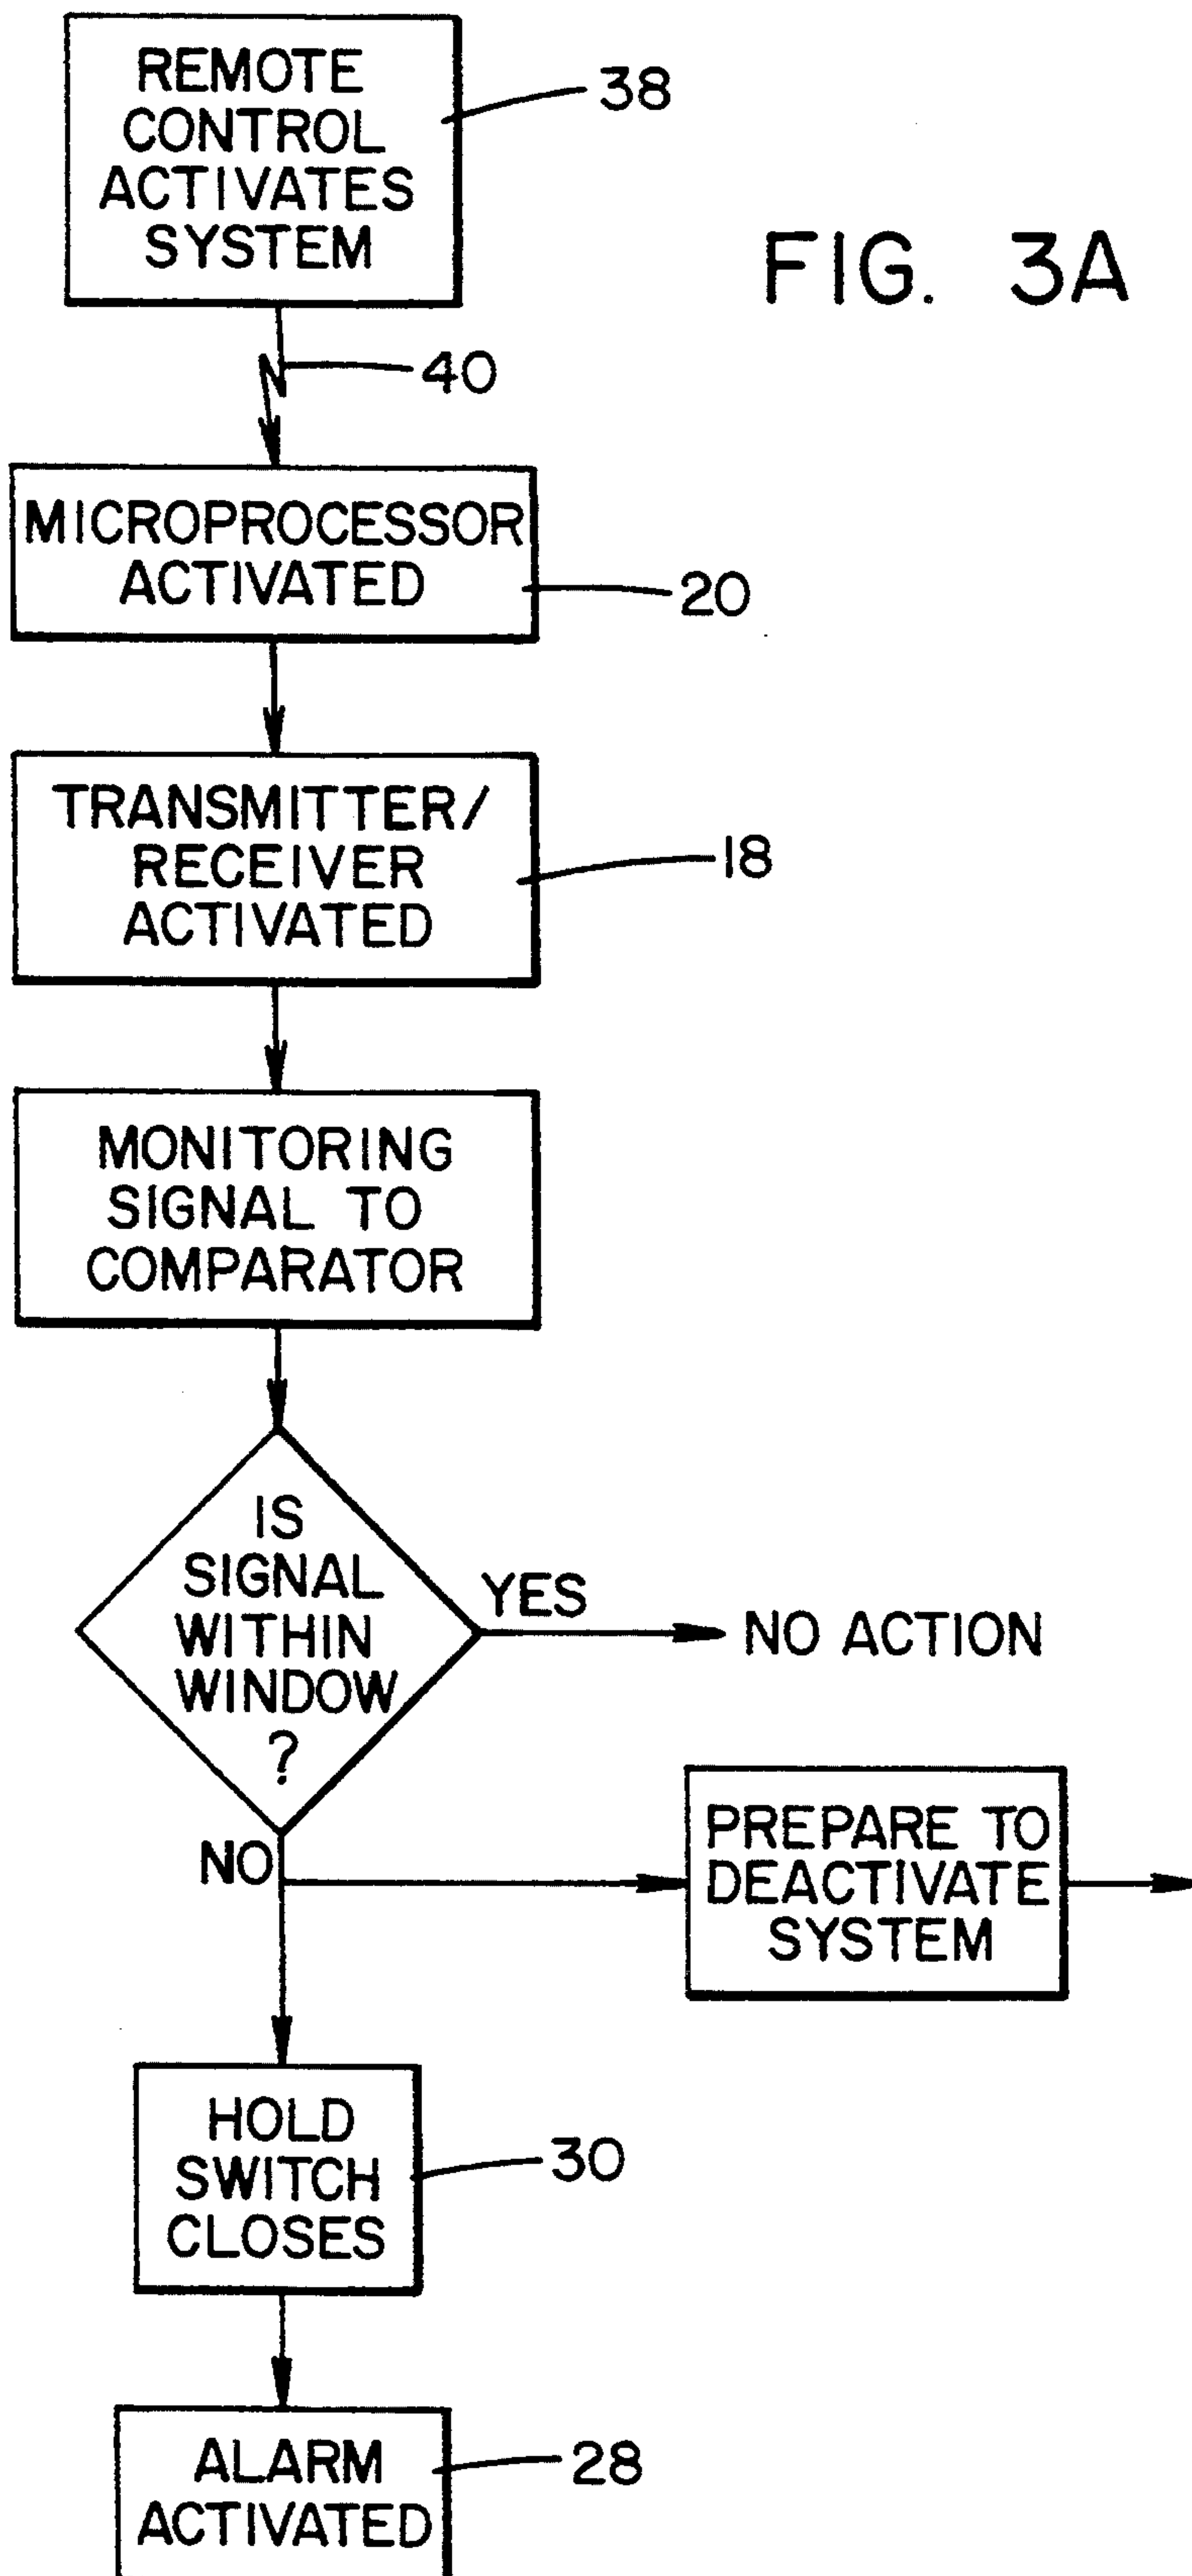 REMOTE
CONTROL
ACTIVATES
SYSTEM
38
FIG. 3A
40
MICROPROCESSOR
ACTIVATED
20
TRANSMITTER/
RECEIVER
ACTIVATED
18
MONITORING
SIGNAL TO
COMPARATOR
IS
SIGNAL
WITHIN
WINDOW
?
YES
NO ACTION
NO
PREPARE TO
DEACTIVATE
SYSTEM
HOLD
SWITCH
CLOSES
30
ALARM
ACTIVATED
28